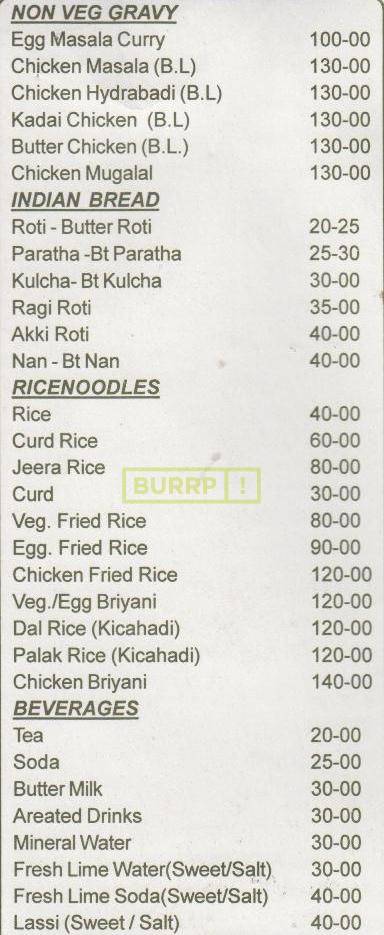 NON VEG GRAVY
Egg Masala Curry 100-00
Chicken Masala (B.L) 130-00
Chicken Hydrabadi (B.L) 130-00
Kadai Chicken (B.L) 130-00
Butter Chicken (B.L.) 130-00
Chicken Mugalal 130-00
INDIAN BREAD
Roti - Butter Roti 20-25
Paratha -Bt Paratha 25-30
Kulcha- Bt Kulcha 30-00
Ragi Roti 35-00
Akki Roti 40-00
Nan - Bt Nan 40-00
RICENOODLES
Rice 40-00
Curd Rice 60-00
Jeera Rice 80-00
BURRP !
Curd 30-00
Veg. Fried Rice 80-00
Egg. Fried Rice 90-00
Chicken Fried Rice 120-00
Veg./Egg Briyani 120-00
Dal Rice (Kicahadi) 120-00
Palak Rice (Kicahadi) 120-00
Chicken Briyani 140-00
BEVERAGES
Tea 20-00
Soda 25-00
Butter Milk 30-00
Areated Drinks 30-00
Mineral Water 30-00
Fresh Lime Water(Sweet/Salt) 30-00
Fresh Lime Soda(Sweet/Salt) 40-00
Lassi (Sweet / Salt) 40-00